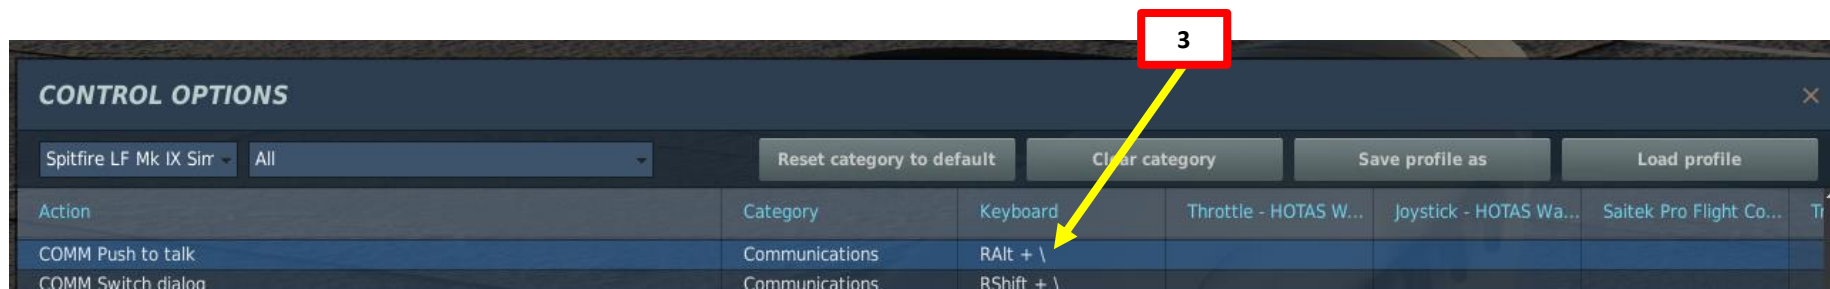 3
CONTROL OPTIONS
×
Spitfire LF Mk IX Sim All Reset category to default Clear category Save profile as Load profile
Action Category Keyboard Throttle - HOTAS W... Joystick - HOTAS Wa... Saitek Pro Flight Co...
COMM Push to talk Communications RAlt + \
COMM Switch dialog Communications RShift + \